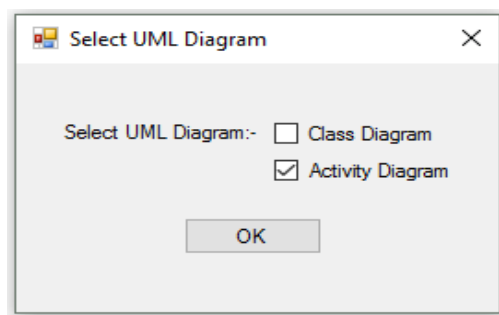 Select UML Diagram
Select UML Diagram:- Class Diagram
Activity Diagram
OK